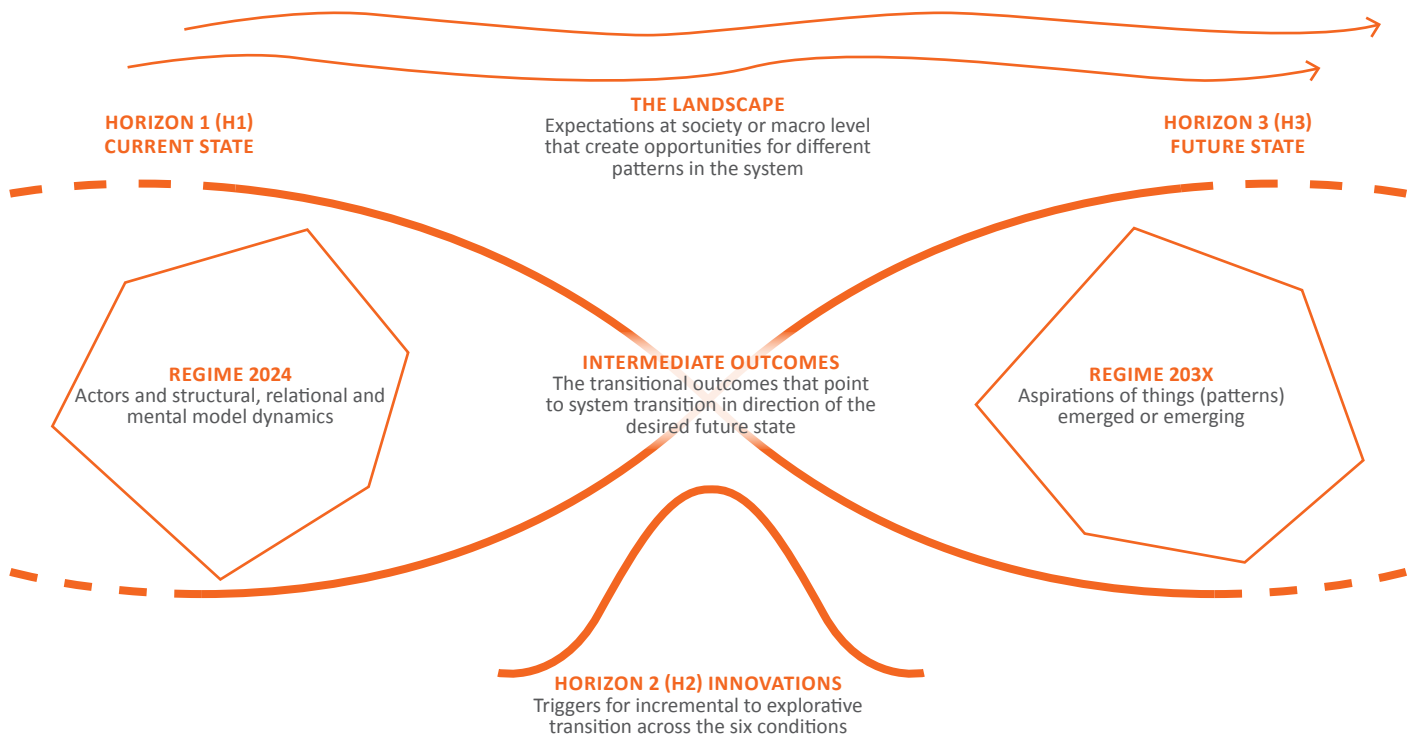 THE LANDSCAPE
Expectations at society or macro level
that create opportunities for different
patterns in the system
HORIZON 1 (H1)
CURRENT STATE
HORIZON 3 (H3)
FUTURE STATE
REGIME 2024
Actors and structural, relational and
mental model dynamics
INTERMEDIATE OUTCOMES
The transitional outcomes that point
to system transition in direction of the
desired future state
REGIME 203X
Aspirations of things (patterns)
emerged or emerging
HORIZON 2 (H2) INNOVATIONS
Triggers for incremental to explorative
transition across the six conditions